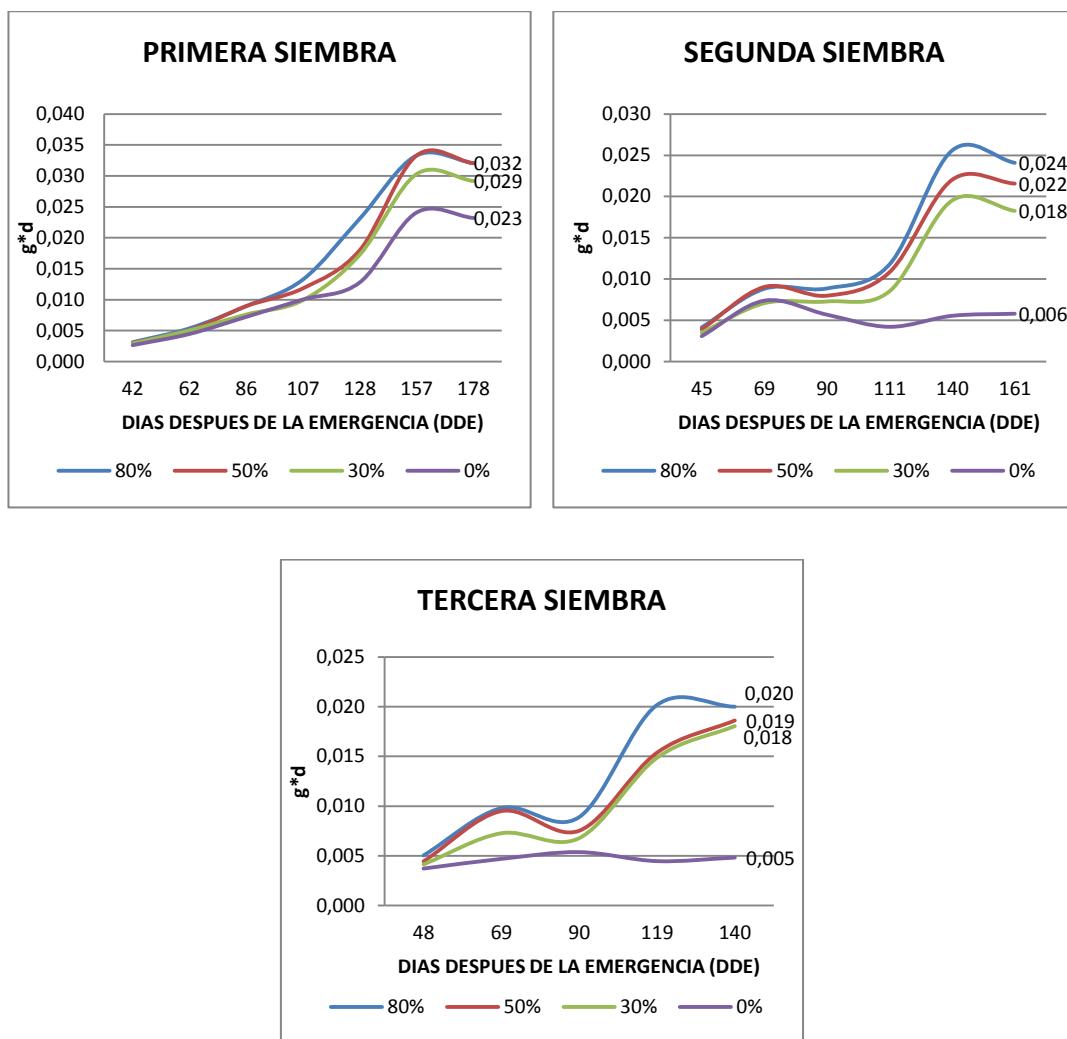 PRIMERA SIEMBRA
0,040
0,035
0,030
0,025
0,020
0,015
0,010
0,005
0,000
g*d
0,032
0,029
0,023
42 62 86 107 128 157 178
DIAS DESPUES DE LA EMERGENCIA (DDE)
80% 50% 30% 0%
SEGUNDA SIEMBRA
0,030
0,025
0,020
0,015
0,010
0,005
0,000
g*d
0,024
0,022
0,018
0,006
45 69 90 111 140 161
DIAS DESPUES DE LA EMERGENCIA (DDE)
80% 50% 30% 0%
TERCERA SIEMBRA
0,025
0,020
0,015
0,010
0,005
0,000
g*d
0,020
0,019
0,018
0,005
48 69 90 119 140
DIAS DESPUES DE LA EMERGENCIA (DDE)
80% 50% 30% 0%